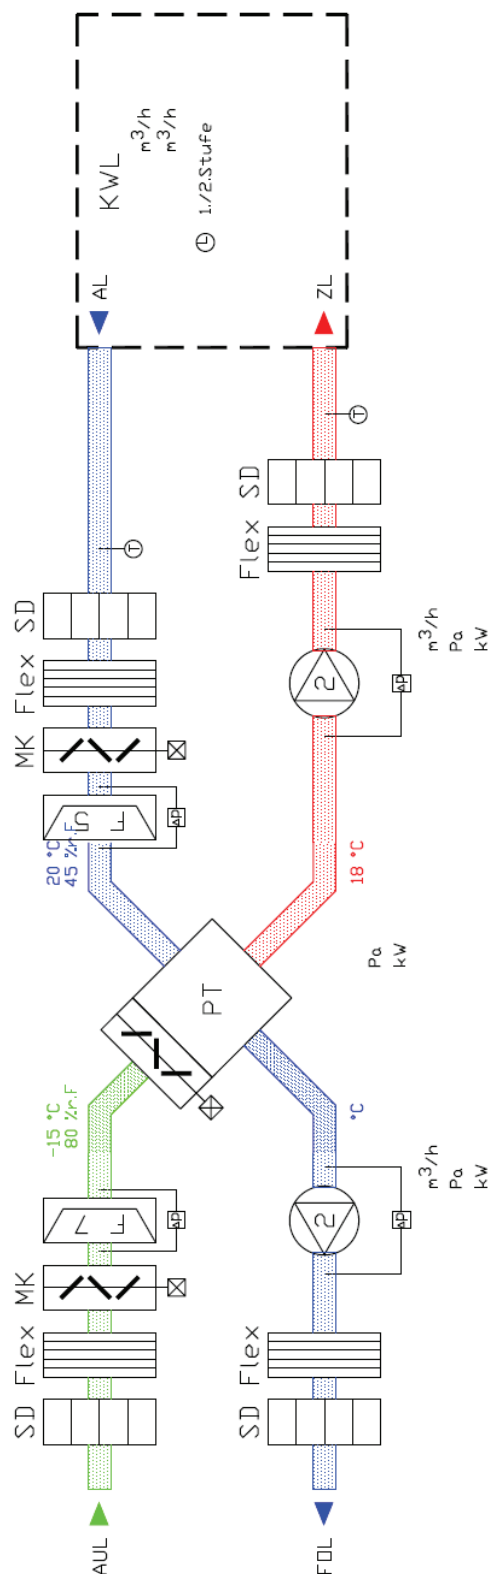 AUL
SD
Flex
MK
F7
ΔP
-15 °C
80 %r.F
PT
20 °C
45 %r.F
F5
ΔP
MK
Flex
SD
T
AL
KWL
m³/h
m³/h
1./2.Stufe
FOL
SD
Flex
2
ΔP
m³/h
Pa
kW
°C
Pa
kW
18 °C
2
ΔP
m³/h
Pa
kW
Flex
SD
T
ZL